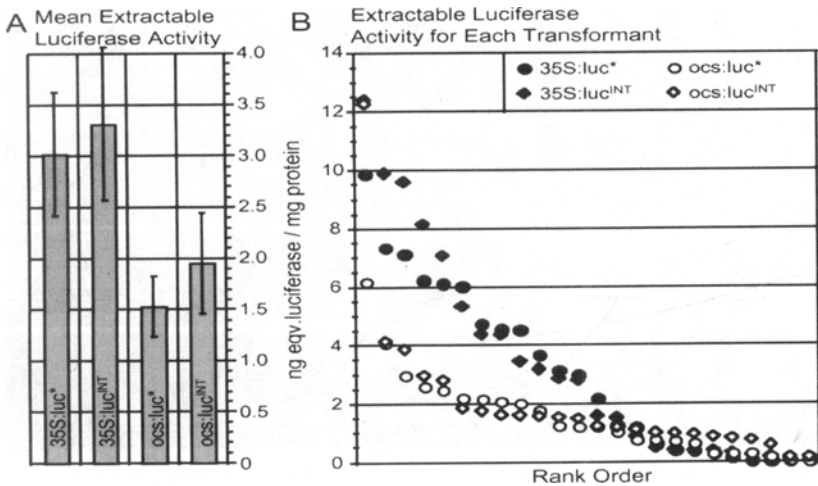 A Mean Extractable
Luciferase Activity
4.0
3.5
3.0
2.5
2.0
1.5
1.0
0.5
0
35S:luc*
35S:lucINT
ocs:luc*
ocs:lucINT
ng eqv.luciferase / mg protein
B Extractable Luciferase
Activity for Each Transformant
14
12
10
8
6
4
2
0
35S:luc* ocs:luc*
35S:lucINT ocs:lucINT
Rank Order